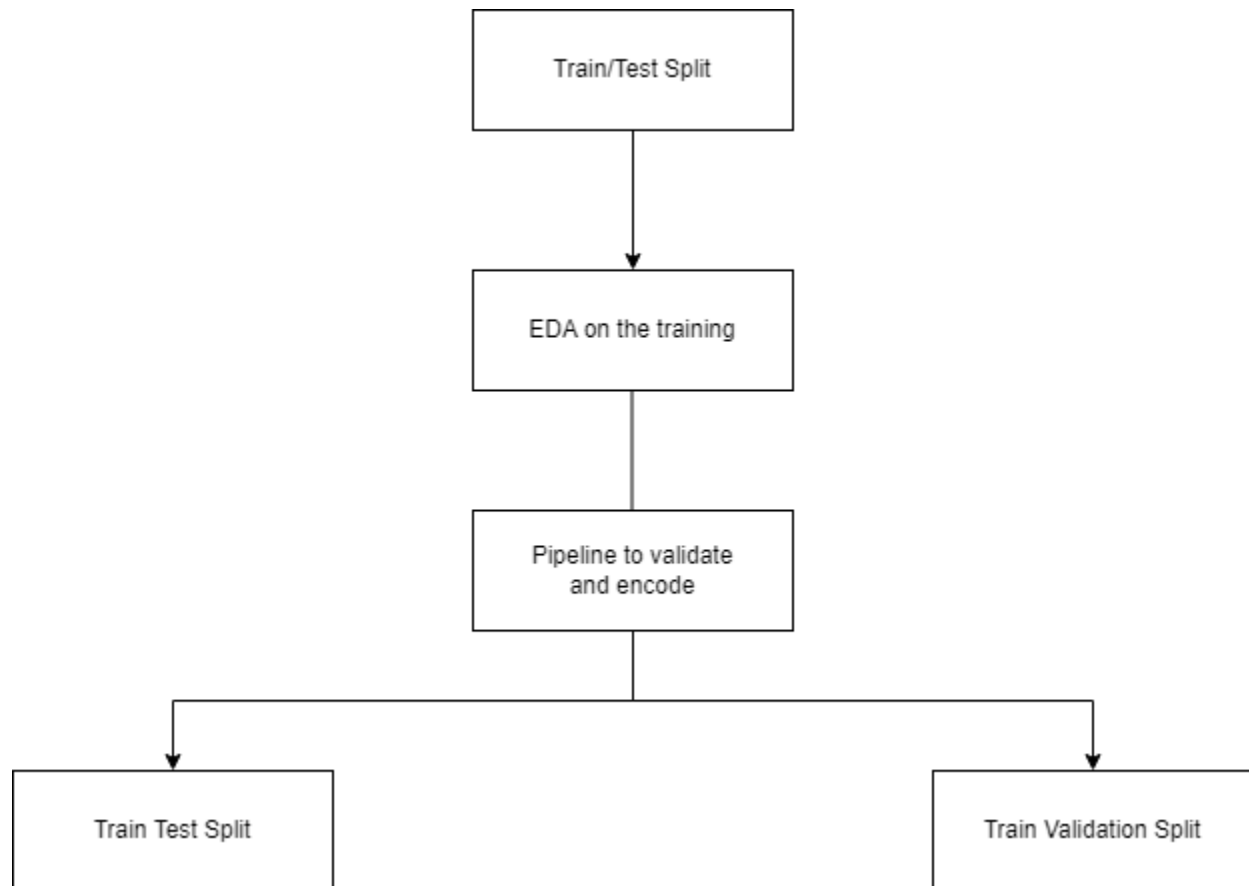 Train/Test Split
EDA on the training
Pipeline to validate
and encode
Train Test Split
Train Validation Split